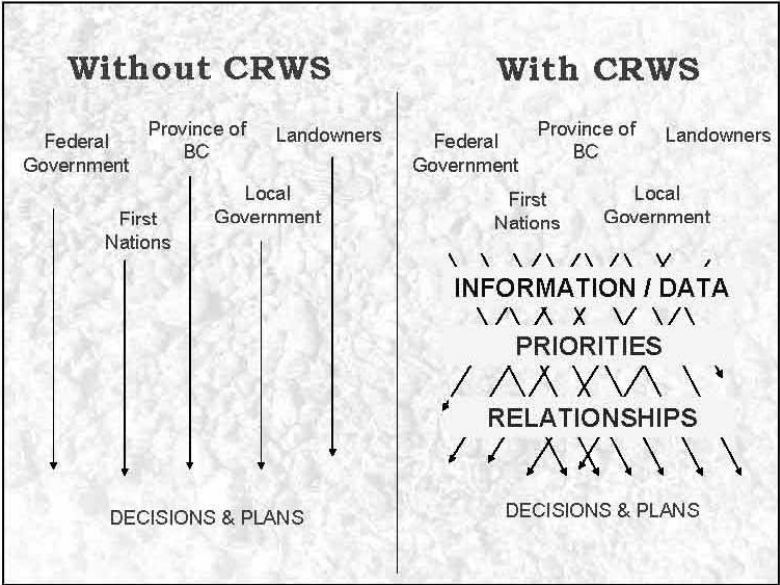 Without CRWS
Federal
Government
Province of
BC
Landowners
First
Nations
Local
Government
DECISIONS & PLANS
With CRWS
Federal
Government
Province of
BC
Landowners
First
Nations
Local
Government
INFORMATION / DATA
PRIORITIES
RELATIONSHIPS
DECISIONS & PLANS